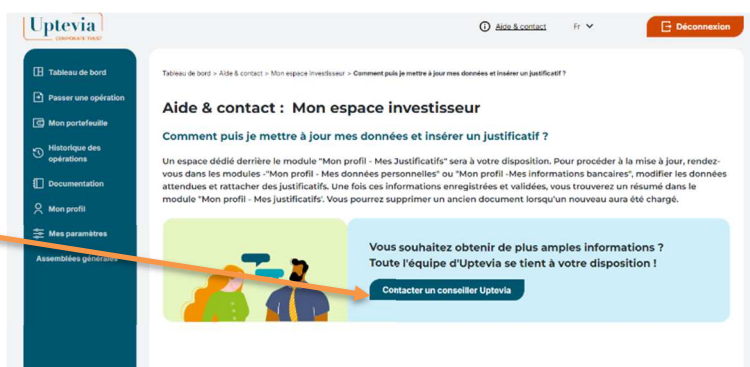 Uptevia
CORPORATE TRUST
Aide & contact
Fr
Déconnexion
Tableau de bord
Passer une opération
Mon portefeuille
Historique des
opérations
Documentation
Mon profil
Mes paramètres
Assemblées générales
Tableau de bord > Aide & contact > Mon espace investisseur > Comment puis je mettre à jour mes données et insérer un justificatif ?
Aide & contact : Mon espace investisseur
Comment puis je mettre à jour mes données et insérer un justificatif ?
Un espace dédié derrière le module "Mon profil - Mes Justificatifs" sera à votre disposition. Pour procéder à la mise à jour, rendez-
vous dans les modules -"Mon profil - Mes données personnelles" ou "Mon profil -Mes informations bancaires", modifier les données
attendues et rattacher des justificatifs. Une fois ces informations enregistrées et validées, vous trouverez un résumé dans le
module "Mon profil - Mes justificatifs'. Vous pourrez supprimer un ancien document lorsqu'un nouveau aura été chargé.
Vous souhaitez obtenir de plus amples informations ?
Toute l'équipe d'Uptevia se tient à votre disposition !
Contacter un conseiller Uptevia